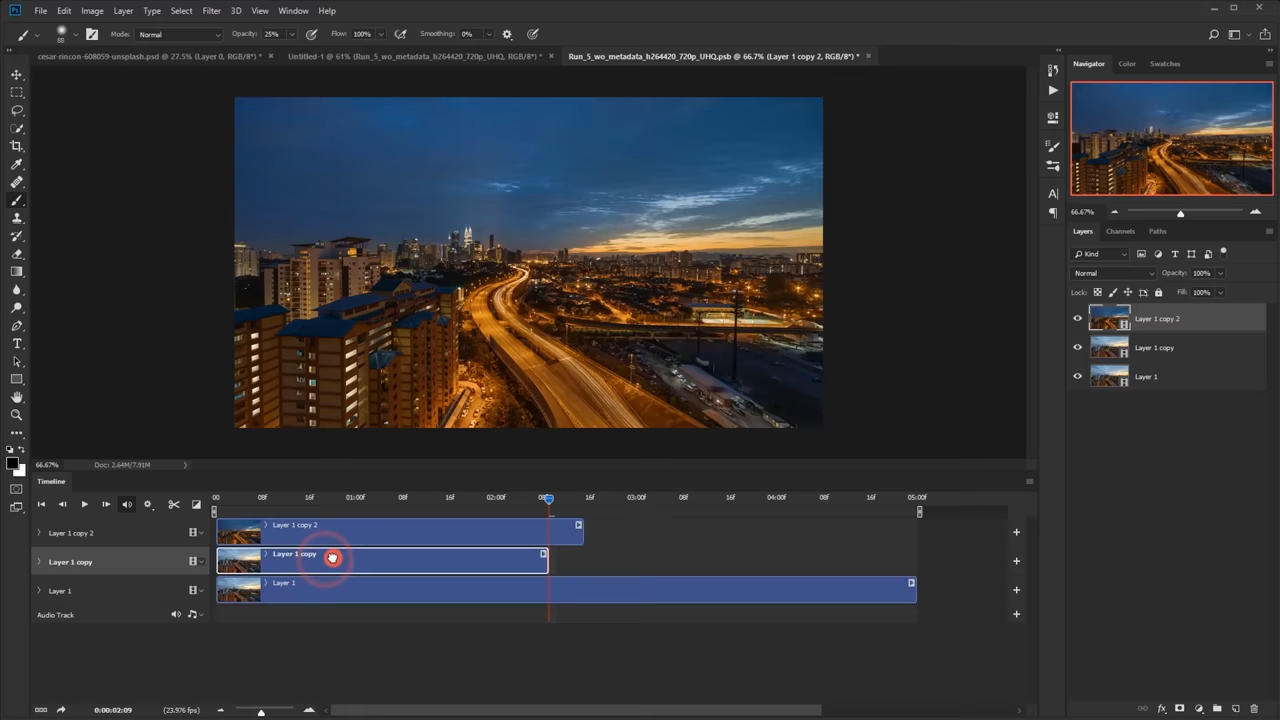 Ps File Edit Image Layer Type Select Filter 3D View Window Help
88 Mode: Normal Opacity: 25% Flow: 100% Smoothing: 0%
cesar-rincon-608059-unsplash.psd @ 27.5% (Layer 0, RGB/8*) * × Untitled-1 @ 61% (Run_5_wo_metadata_h264420_720p_UHQ, RGB/8*) * × Run_5_wo_metadata_h264420_720p_UHQ.psb @ 66.7% (Layer 1 copy 2, RGB/8*) * ×
Navigator Color Swatches
66.67%
Layers Channels Paths
Kind
Normal Opacity: 100%
Lock: Fill: 100%
Layer 1 copy 2
Layer 1 copy
Layer 1
66.67% Doc: 2.64M/7.91M
Timeline
00 08f 16f 01:00f 08f 16f 02:00f 08f 16f 03:00f 08f 16f 04:00f 08f 16f 05:00f
Layer 1 copy 2 Layer 1 copy 2
Layer 1 copy Layer 1 copy
Layer 1 Layer 1
Audio Track
0:00:02:09 (23.976 fps)